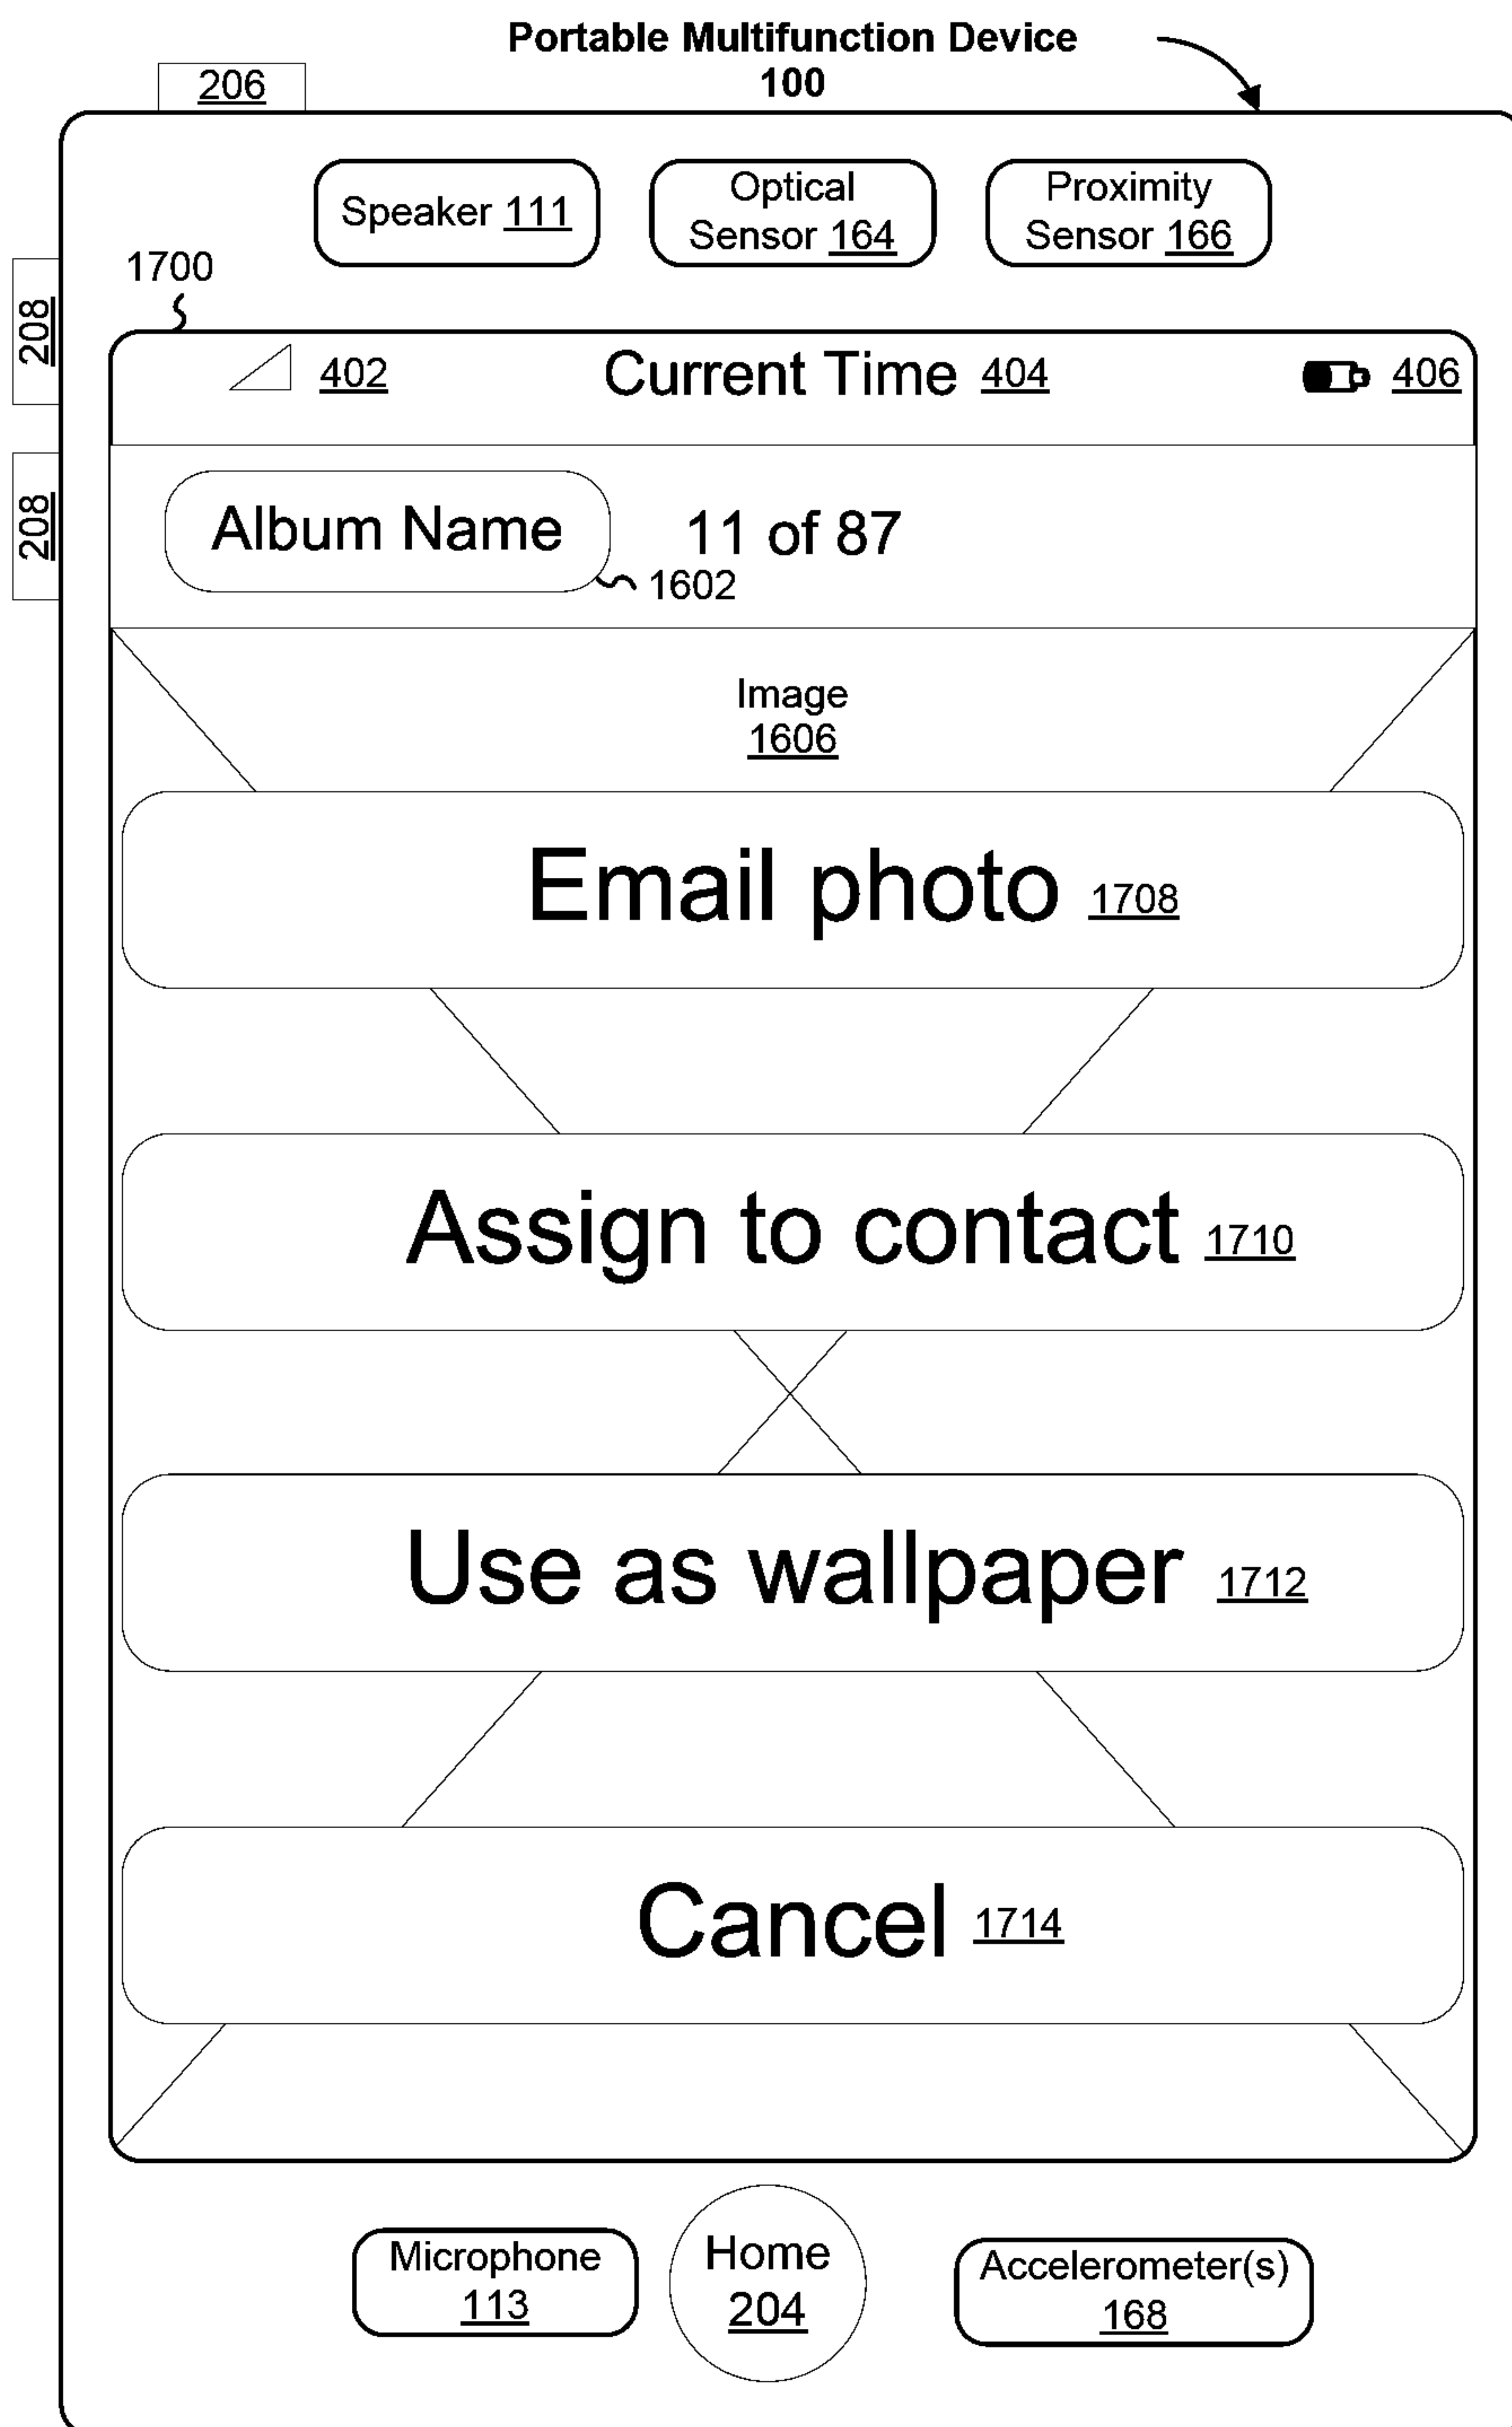 Portable Multifunction Device
100
206
Speaker 111
Optical
Sensor 164
Proximity
Sensor 166
1700
208
402
Current Time 404
406
208
Album Name
11 of 87
1602
Image
1606
Email photo 1708
Assign to contact 1710
Use as wallpaper 1712
Cancel 1714
Microphone
113
Home
204
Accelerometer(s)
168